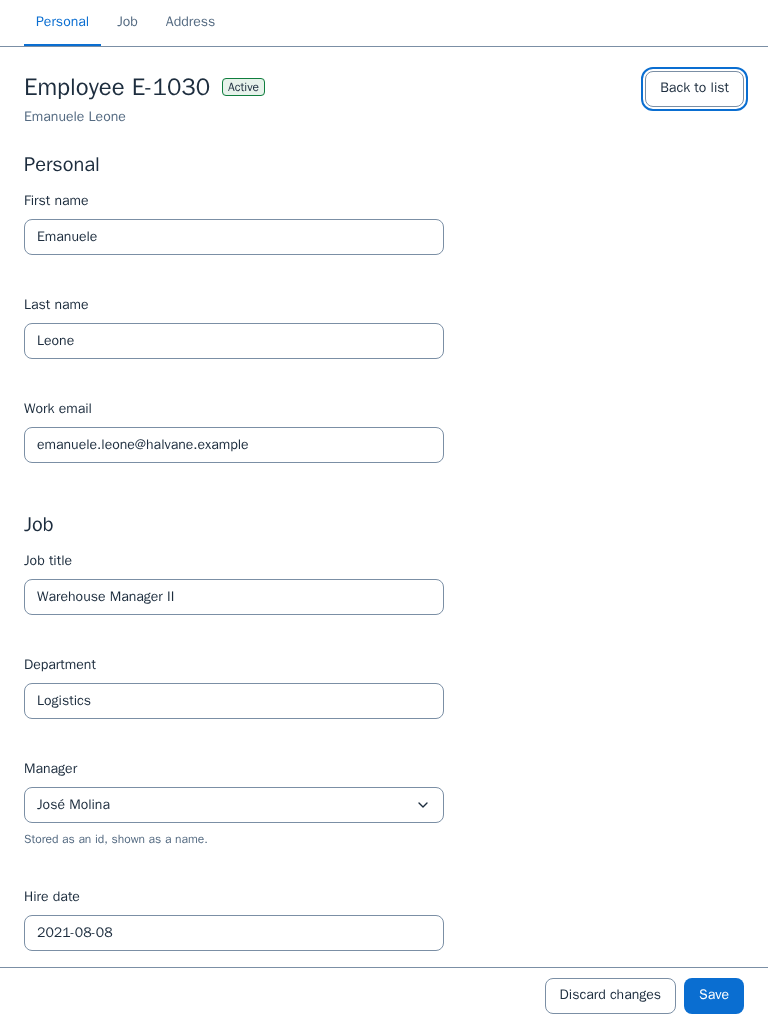 Personal Job Address
Employee E-1030 Active Back to list
Emanuele Leone
Personal
First name
Emanuele
Last name
Leone
Work email
emanuele.leone@halvane.example
Job
Job title
Warehouse Manager II
Department
Logistics
Manager
José Molina
Stored as an id, shown as a name.
Hire date
2021-08-08
Discard changes Save